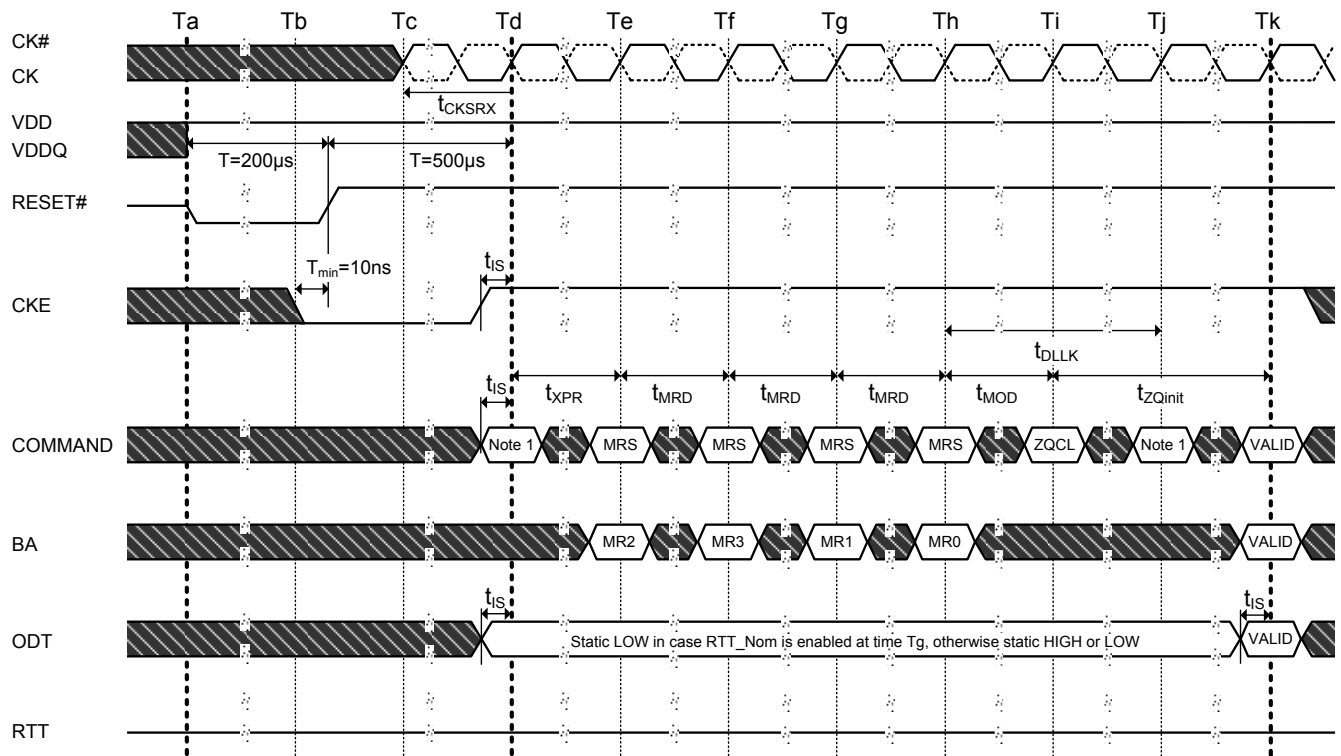 Ta Tb Tc Td Te Tf Tg Th Ti Tj Tk
CK#
CK
tCKSRX
VDD
VDDQ
T=200µs T=500µs
RESET#
Tmin=10ns tIS
CKE
tDLLK
tIS tXPR tMRD tMRD tMRD tMOD tZQinit
COMMAND Note 1 MRS MRS MRS MRS ZQCL Note 1 VALID
BA MR2 MR3 MR1 MR0 VALID
tIS tIS
ODT Static LOW in case RTT_Nom is enabled at time Tg, otherwise static HIGH or LOW VALID
RTT